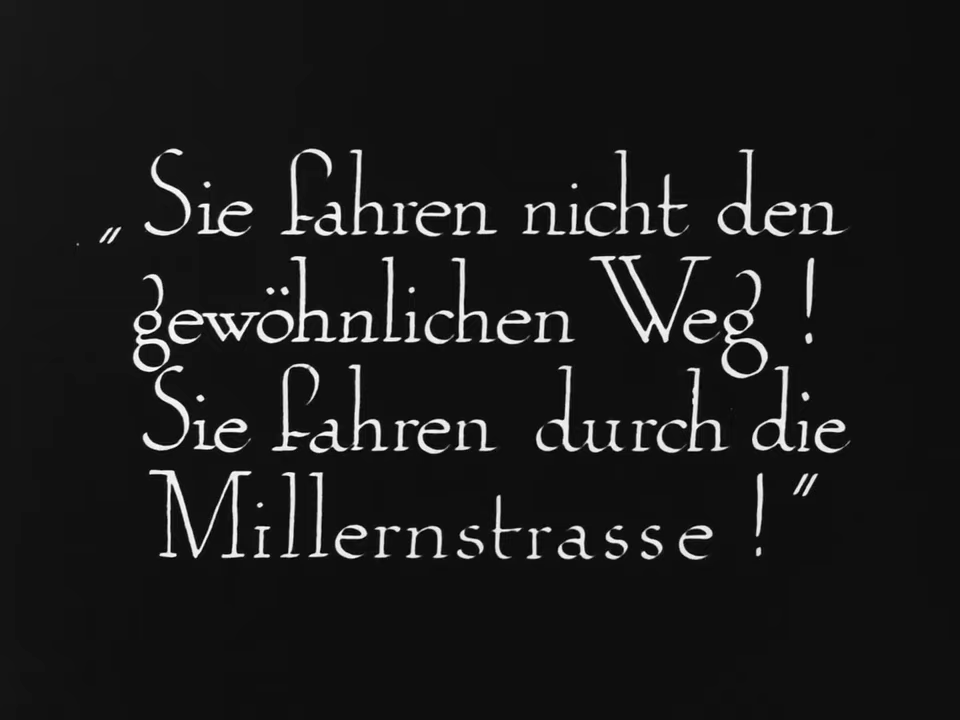 „Sie fahren nicht den
gewöhnlichen Weg !
Sie fahren durch die
Millernstrasse !”